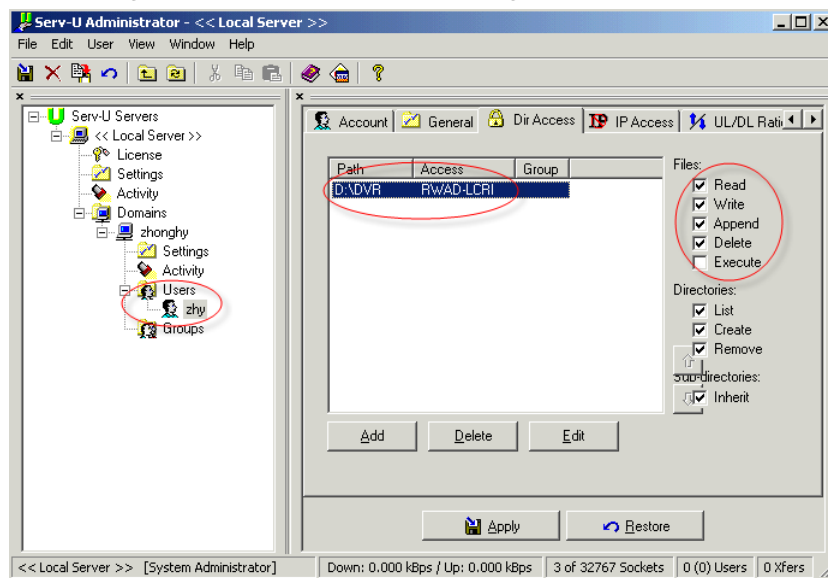 Serv-U Administrator - << Local Server >>
File Edit User View Window Help
Serv-U Servers
<< Local Server >>
License
Settings
Activity
Domains
zhonghy
Settings
Activity
Users
zhy
Groups
Account General Dir Access IP Access UL/DL
Path Access Group
D:\DVR RWAD-LCRI
Files:
Read
Write
Append
Delete
Execute
Directories:
List
Create
Remove
Sub-directories:
Inherit
Add Delete Edit
Apply Restore
<< Local Server >> [System Administrator] Down: 0.000 kBps / Up: 0.000 kBps 3 of 32767 Sockets 0 (0) Users 0 Xfers